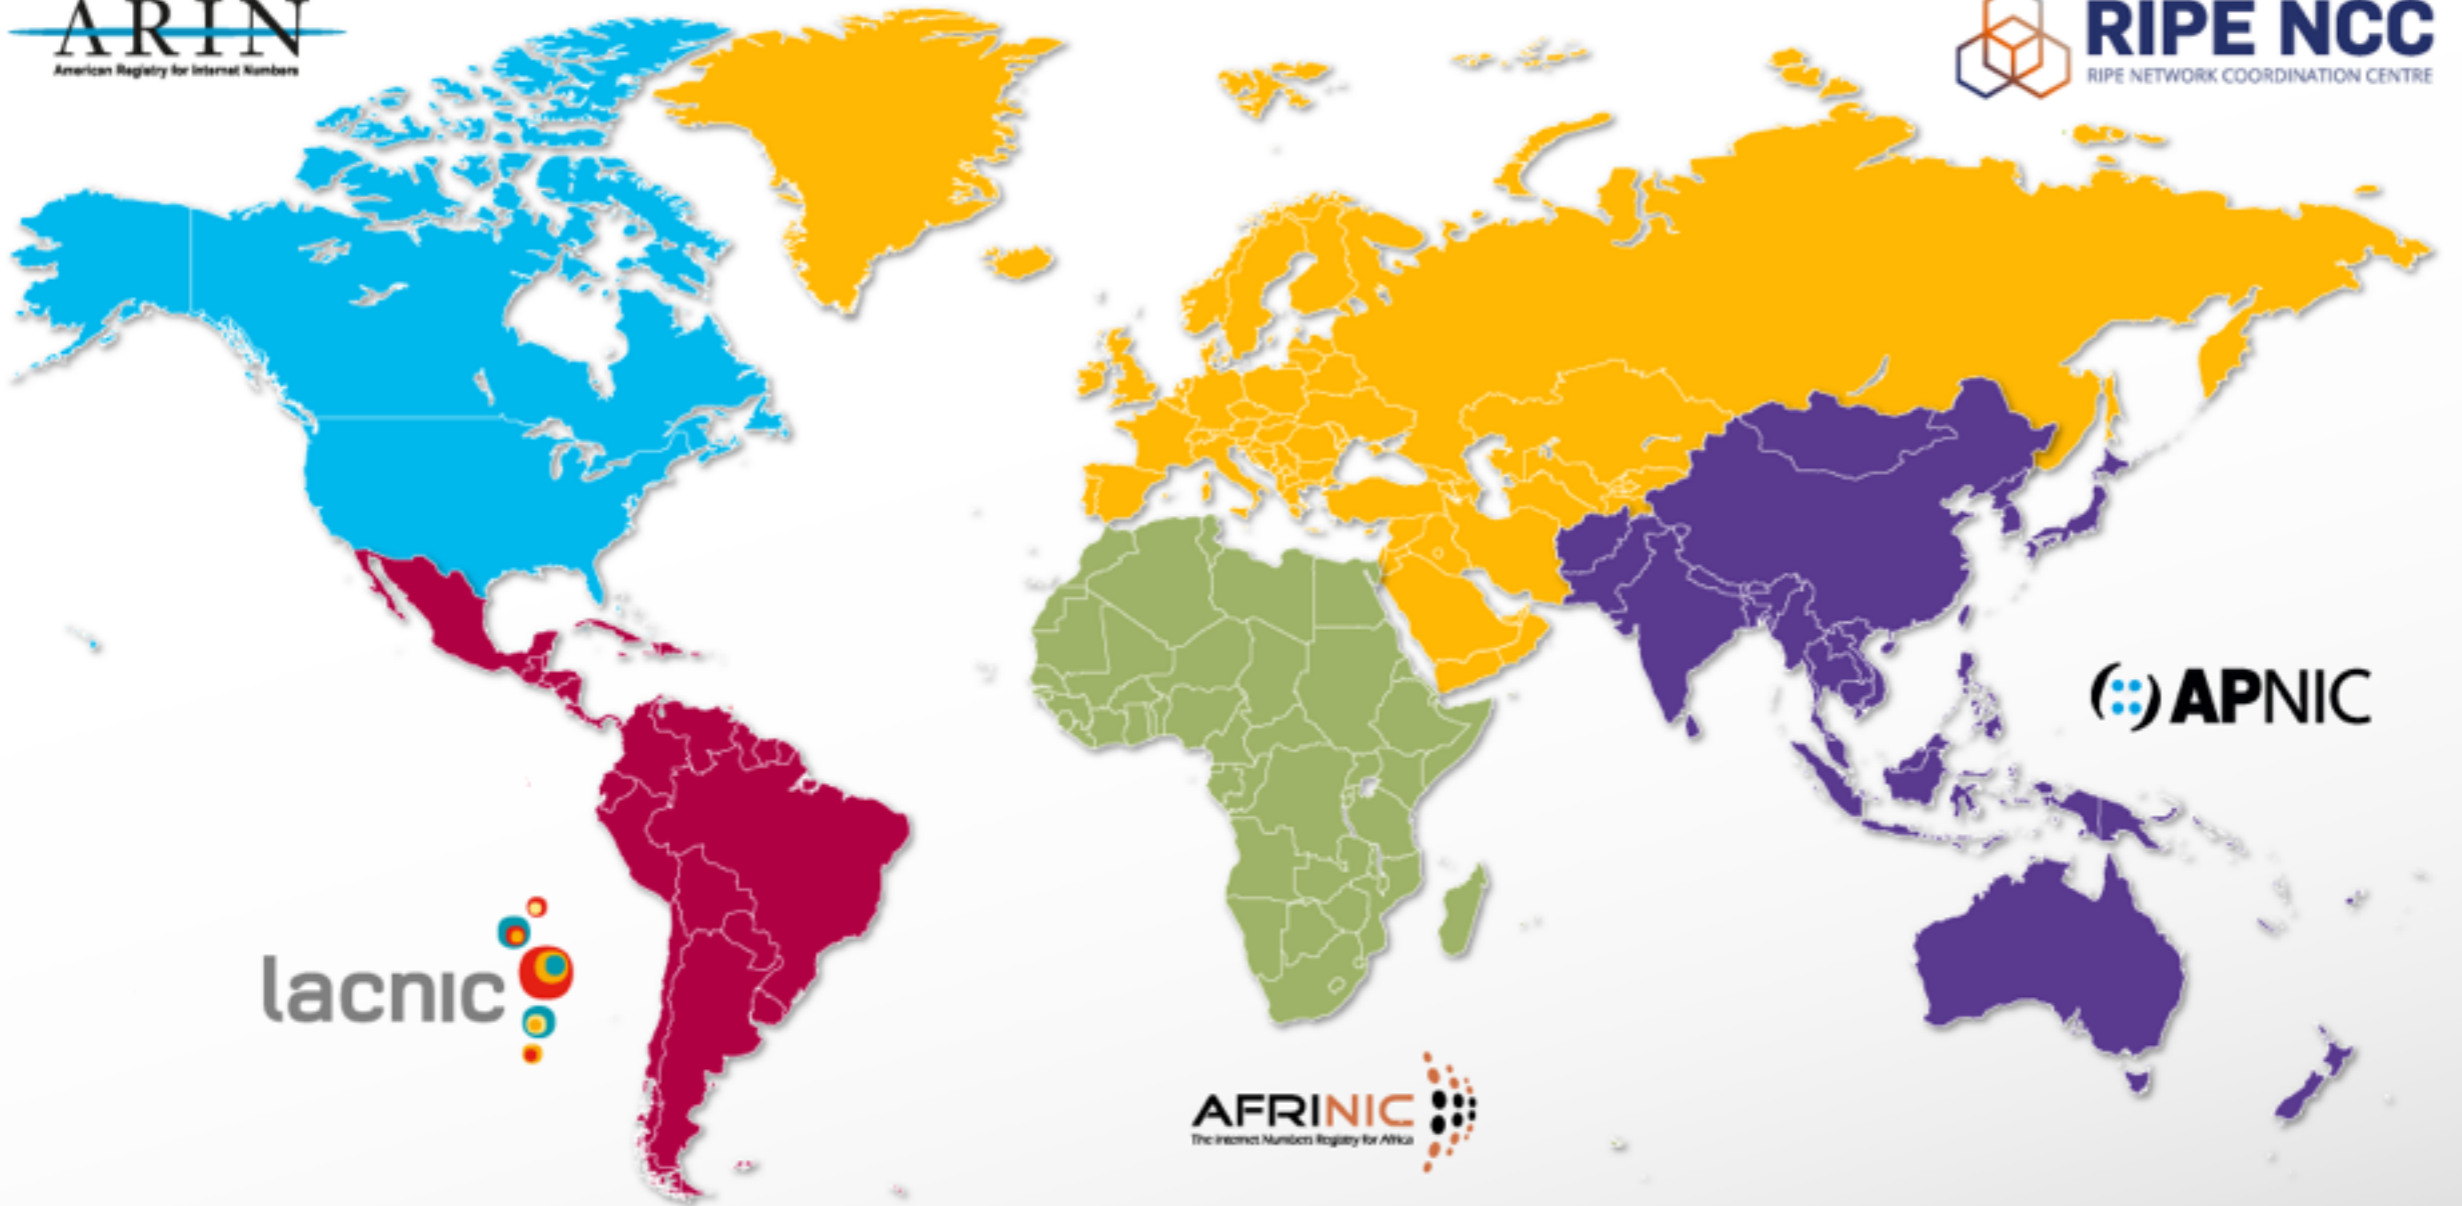 ARIN
American Registry for Internet Numbers
RIPE NCC
RIPE NETWORK COORDINATION CENTRE
APNIC
lacnic
AFRINIC
The Internet Numbers Registry for Africa